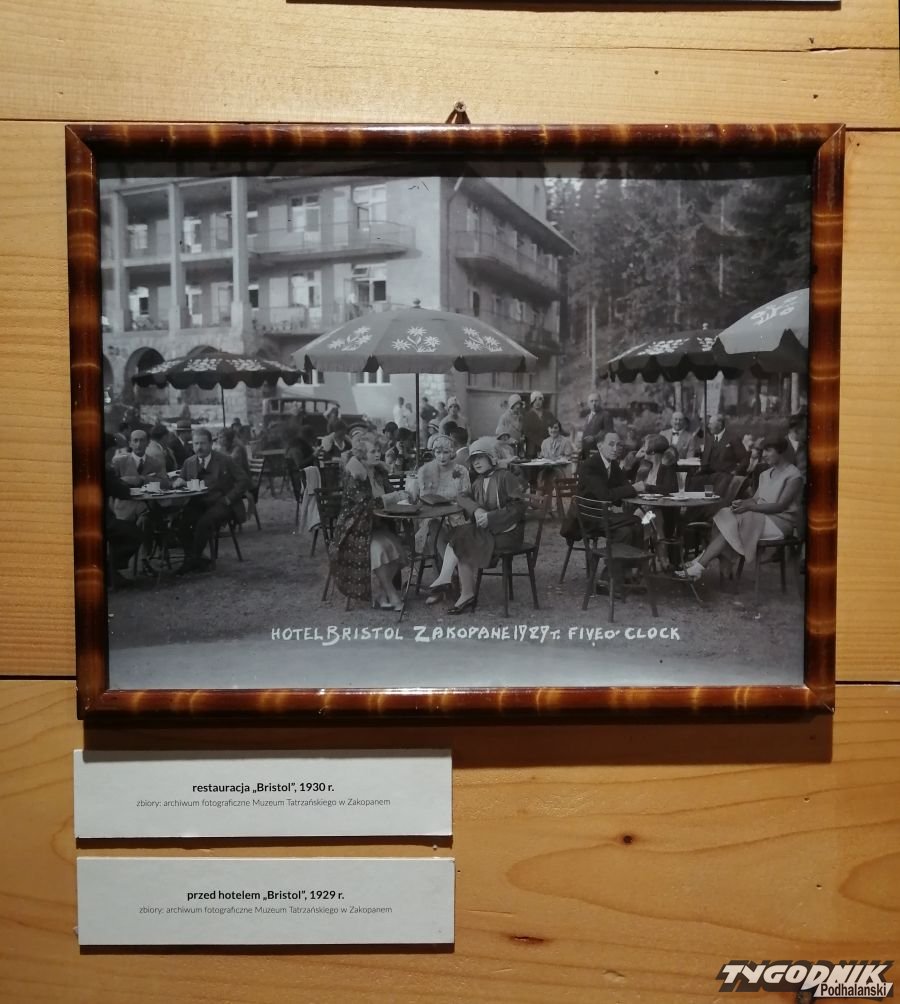 HOTEL BRISTOL ZAKOPANE 1929 r. FIVE O' CLOCK
restauracja „Bristol”, 1930 r.
zbiory: archiwum fotograficzne Muzeum Tatrzańskiego w Zakopanem
przed hotelem „Bristol”, 1929 r.
zbiory: archiwum fotograficzne Muzeum Tatrzańskiego w Zakopanem
TYGODNIK
Podhalański